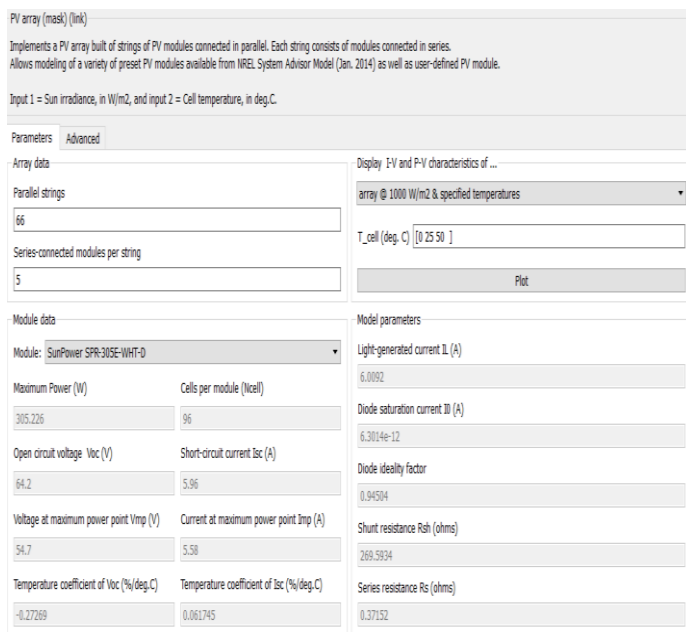 PV array (mask) (link)
Implements a PV array built of strings of PV modules connected in parallel. Each string consists of modules connected in series.
Allows modeling of a variety of preset PV modules available from NREL System Advisor Model (Jan. 2014) as well as user-defined PV module.
Input 1 = Sun irradiance, in W/m2, and input 2 = Cell temperature, in deg.C.
Parameters Advanced
Array data
Parallel strings
66
Series-connected modules per string
5
Display I-V and P-V characteristics of ...
array @ 1000 W/m2 & specified temperatures
T_cell (deg. C) [0 25 50 ]
Plot
Module data
Module: SunPower SPR-305E-WHT-D
Maximum Power (W) Cells per module (Ncell)
305.226 96
Open circuit voltage Voc (V) Short-circuit current Isc (A)
64.2 5.96
Voltage at maximum power point Vmp (V) Current at maximum power point Imp (A)
54.7 5.58
Temperature coefficient of Voc (%/deg.C) Temperature coefficient of Isc (%/deg.C)
-0.27269 0.061745
Model parameters
Light-generated current IL (A)
6.0092
Diode saturation current I0 (A)
6.3014e-12
Diode ideality factor
0.94504
Shunt resistance Rsh (ohms)
269.5934
Series resistance Rs (ohms)
0.37152